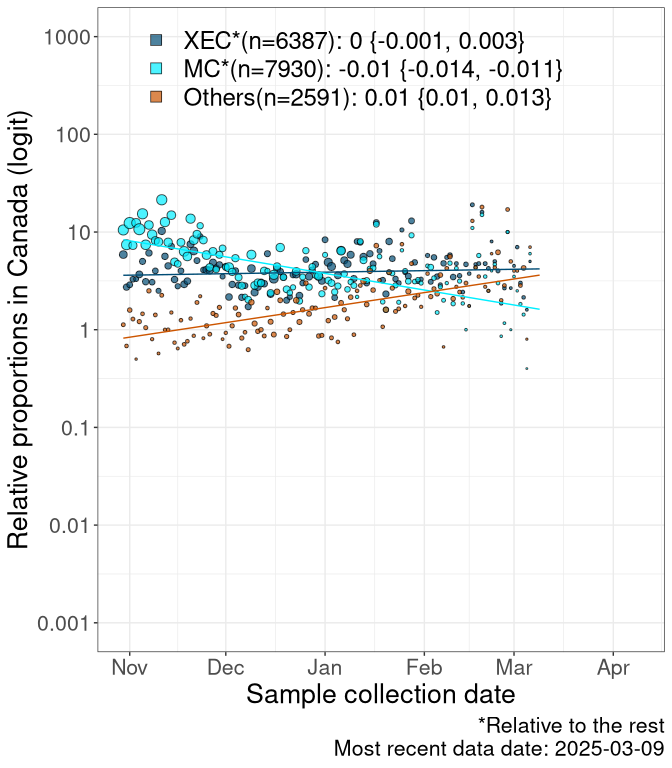 XEC*(n=6387): 0 {-0.001, 0.003}
MC*(n=7930): -0.01 {-0.014, -0.011}
Others(n=2591): 0.01 {0.01, 0.013}
Relative proportions in Canada (logit)
1000
100
10
1
0.1
0.01
0.001
Nov Dec Jan Feb Mar Apr
Sample collection date
*Relative to the rest
Most recent data date: 2025-03-09